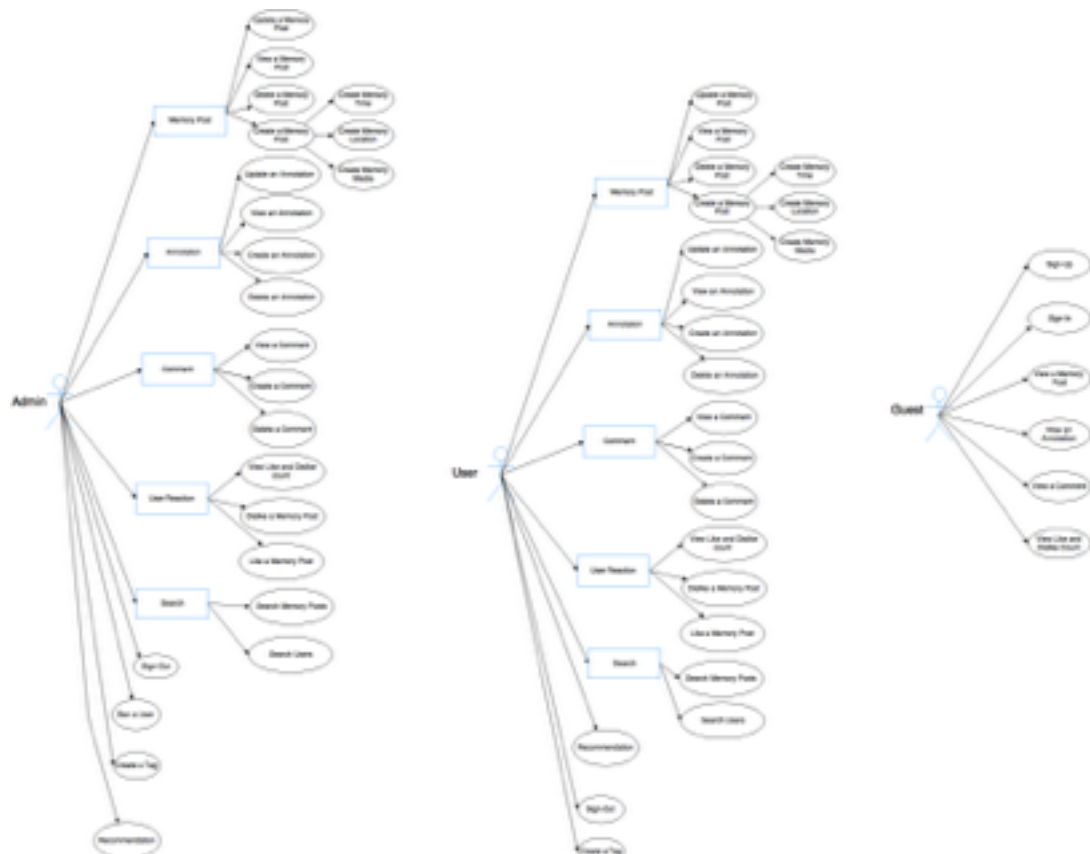 Update a Memory
Post
View a Memory
Post
Delete a Memory
Post
Create a Memory
Post
Create Memory
Time
Create Memory
Location
Create Memory
Media
Memory Post
Update an Annotation
View an Annotation
Create an Annotation
Delete an Annotation
Annotation
View a Comment
Create a Comment
Delete a Comment
Comment
Admin
View Like and Dislike
count
Dislike a Memory Post
Like a Memory Post
User Reaction
Search
Search Memory Posts
Search Users
Sign Out
Ban a User
Create a Tag
Recommendation
Update a Memory
Post
View a Memory
Post
Delete a Memory
Post
Create a Memory
Post
Create Memory
Time
Create Memory
Location
Create Memory
Media
Memory Post
Update an Annotation
View an Annotation
Create an Annotation
Delete an Annotation
Annotation
View a Comment
Create a Comment
Delete a Comment
Comment
User
View Like and Dislike
count
Dislike a Memory Post
Like a Memory Post
User Reaction
Search
Search Memory Posts
Search Users
Recommendation
Sign Out
Create a Tag
Guest
Sign Up
Sign In
View a Memory
Post
View an
Annotation
View a Comment
View Like and
Dislike Count